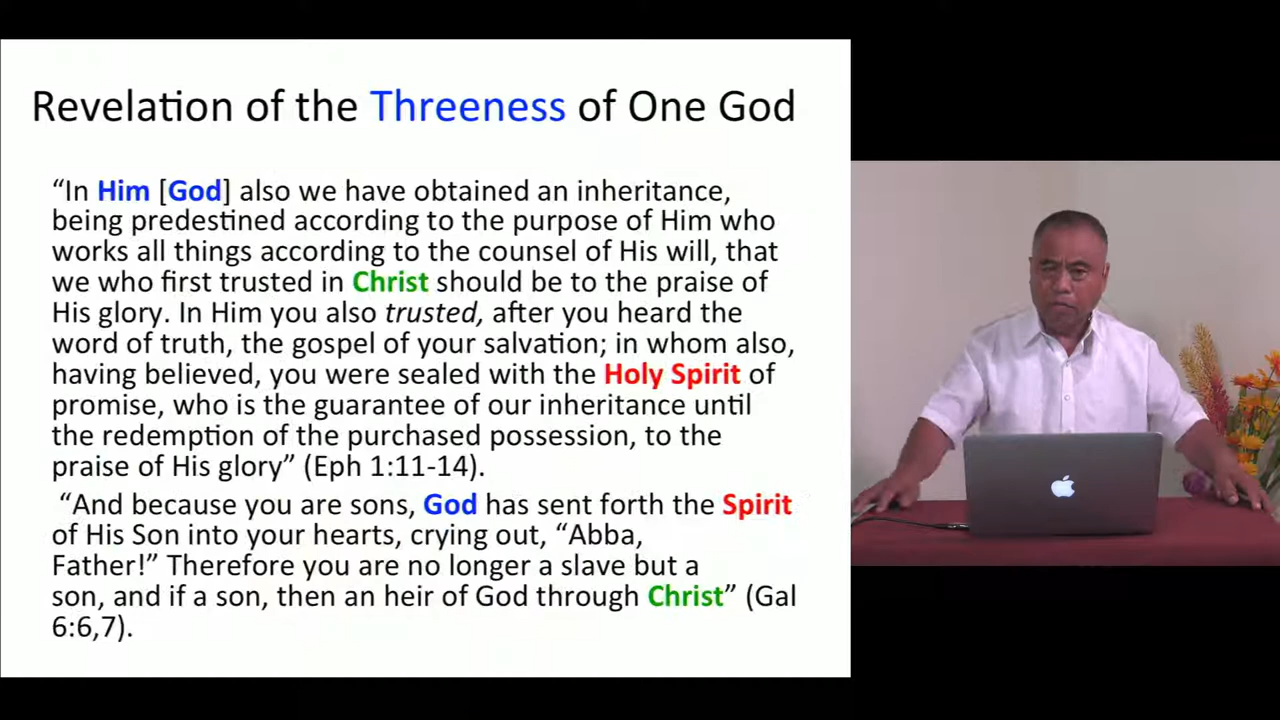 Revelation of the Threeness of One God
“In Him [God] also we have obtained an inheritance,
being predestined according to the purpose of Him who
works all things according to the counsel of His will, that
we who first trusted in Christ should be to the praise of
His glory. In Him you also trusted, after you heard the
word of truth, the gospel of your salvation; in whom also,
having believed, you were sealed with the Holy Spirit of
promise, who is the guarantee of our inheritance until
the redemption of the purchased possession, to the
praise of His glory” (Eph 1:11-14).
“And because you are sons, God has sent forth the Spirit
of His Son into your hearts, crying out, “Abba,
Father!” Therefore you are no longer a slave but a
son, and if a son, then an heir of God through Christ” (Gal
6:6,7).